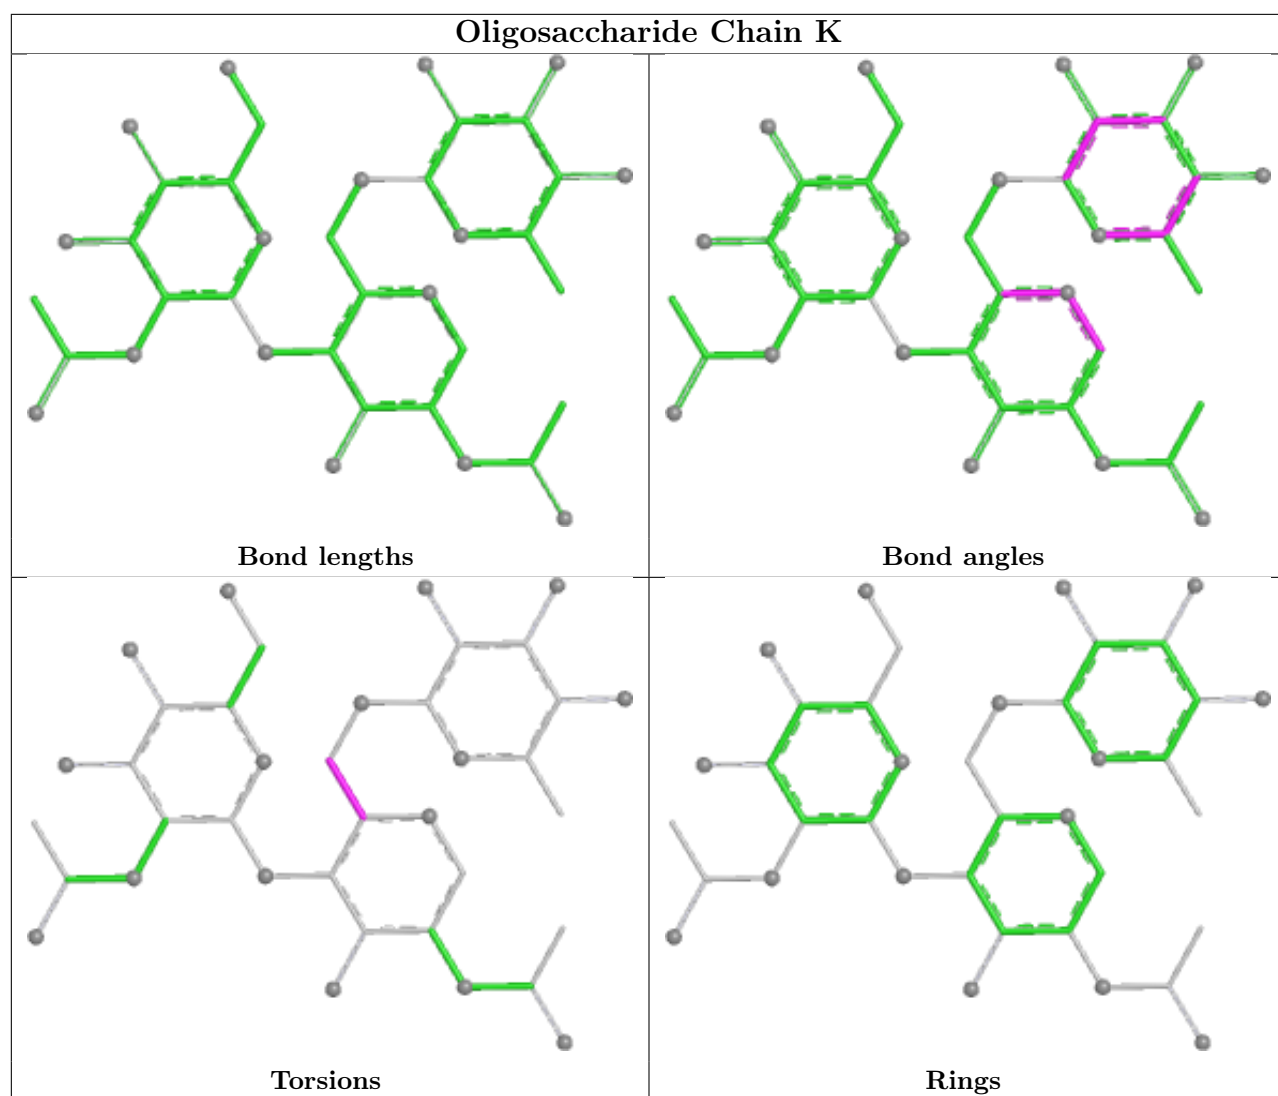 Oligosaccharide Chain K
Bond lengths
Bond angles
Torsions
Rings